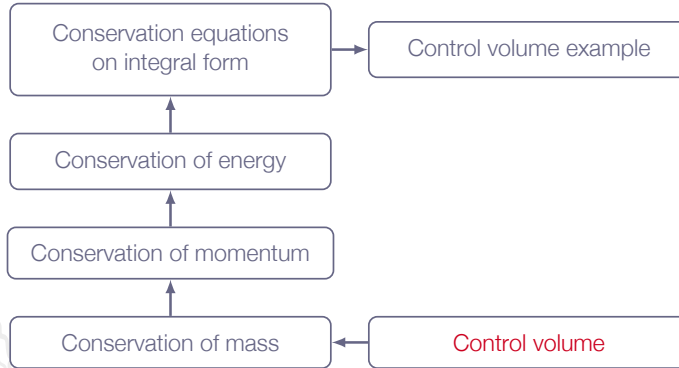 Conservation equations
on integral form
Control volume example
Conservation of energy
Conservation of momentum
Conservation of mass
Control volume